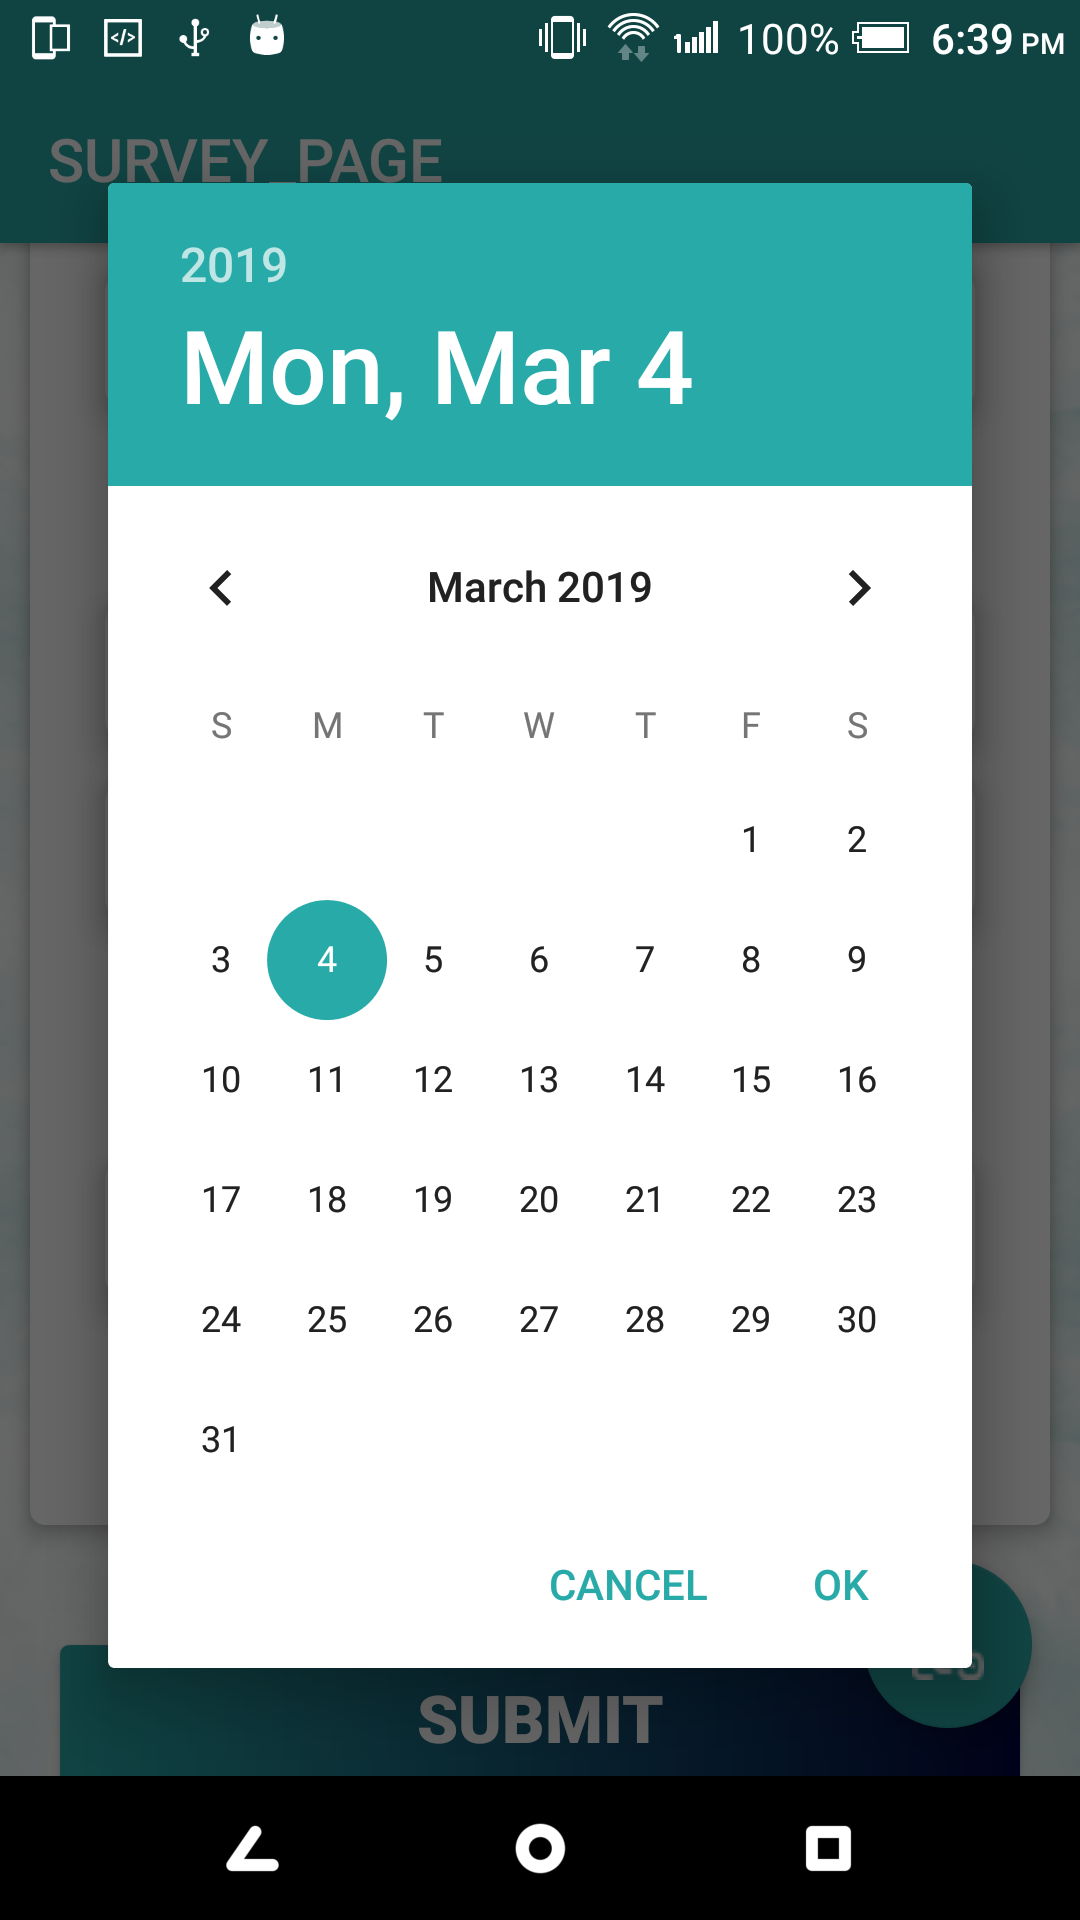 100% 6:39 PM
SURVEY_PAGE
2019
Mon, Mar 4
March 2019
S M T W T F S
1 2
3 4 5 6 7 8 9
10 11 12 13 14 15 16
17 18 19 20 21 22 23
24 25 26 27 28 29 30
31
CANCEL OK
SUBMIT